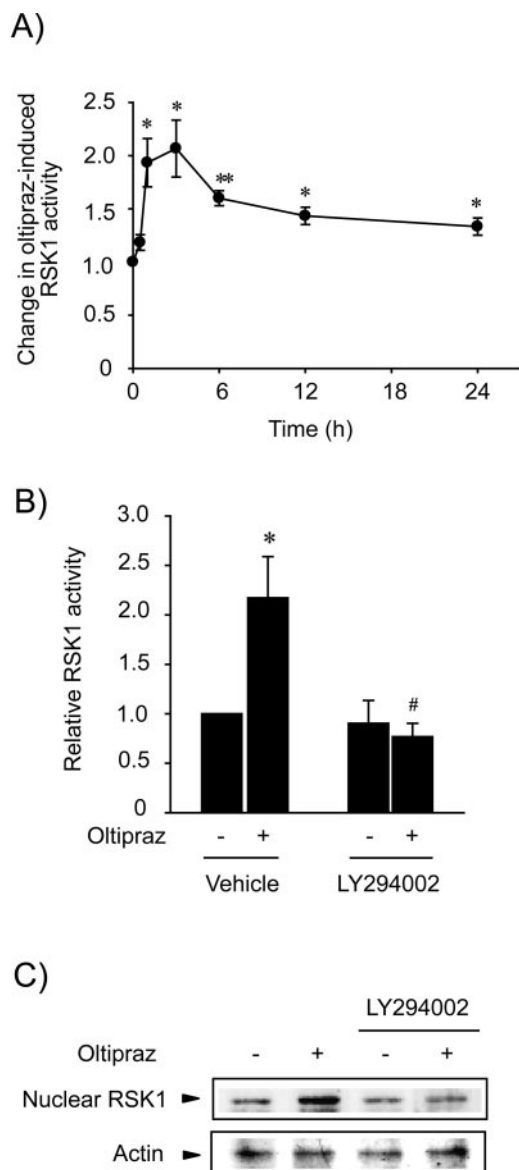 A)
Change in oltipraz-induced
RSK1 activity
2.5
2.0
1.5
1.0
0.5
0
*
*
**
*
*
0 6 12 18 24
Time (h)
B)
Relative RSK1 activity
3.0
2.5
2.0
1.5
1.0
0.5
0
*
#
Oltipraz - + - +
Vehicle LY294002
C)
LY294002
Oltipraz - + - +
Nuclear RSK1
Actin